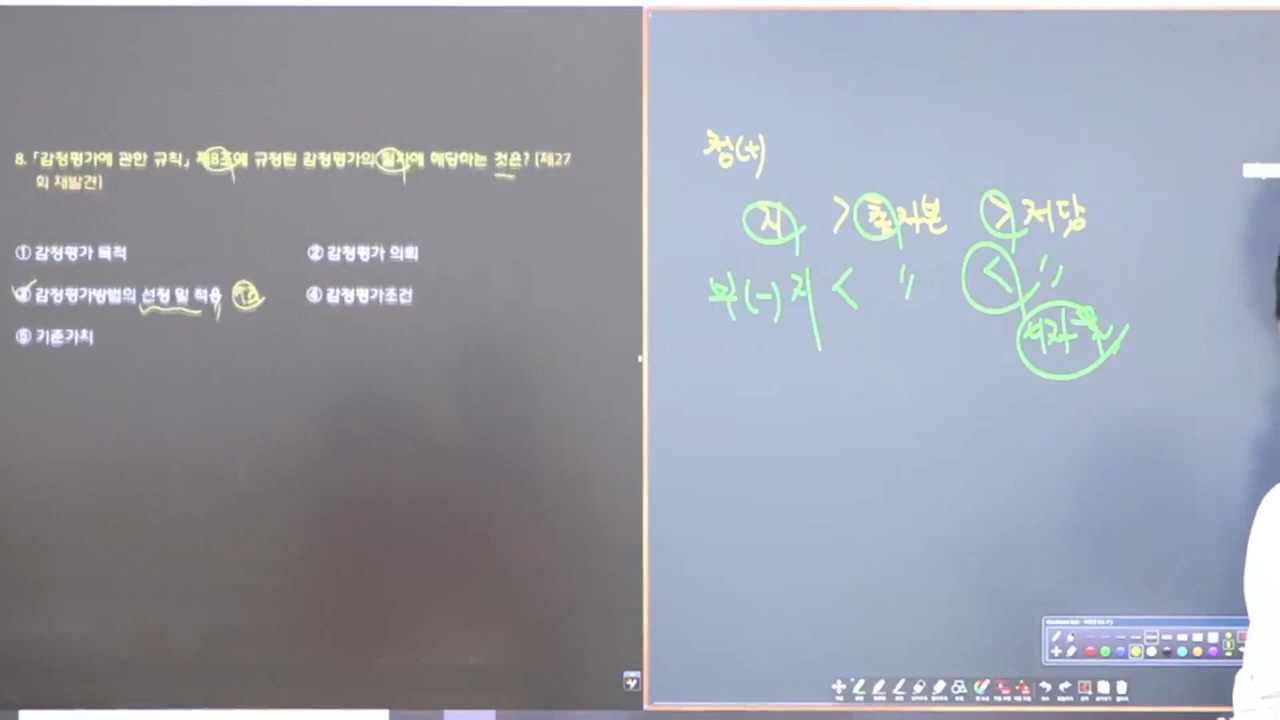 8. 「감정평가에 관한 규칙」 제8조에 규정된 감정평가의 절차에 해당하는 것은? (제27
회 재발견)
① 감정평가 목적
② 감정평가 의뢰
③ 감정평가방법의 선정 및 적용
④ 감정평가조건
⑤ 기준가치
정(+)
지 > 총자본 > 저당
부(-) 지 < 〃 < 〃